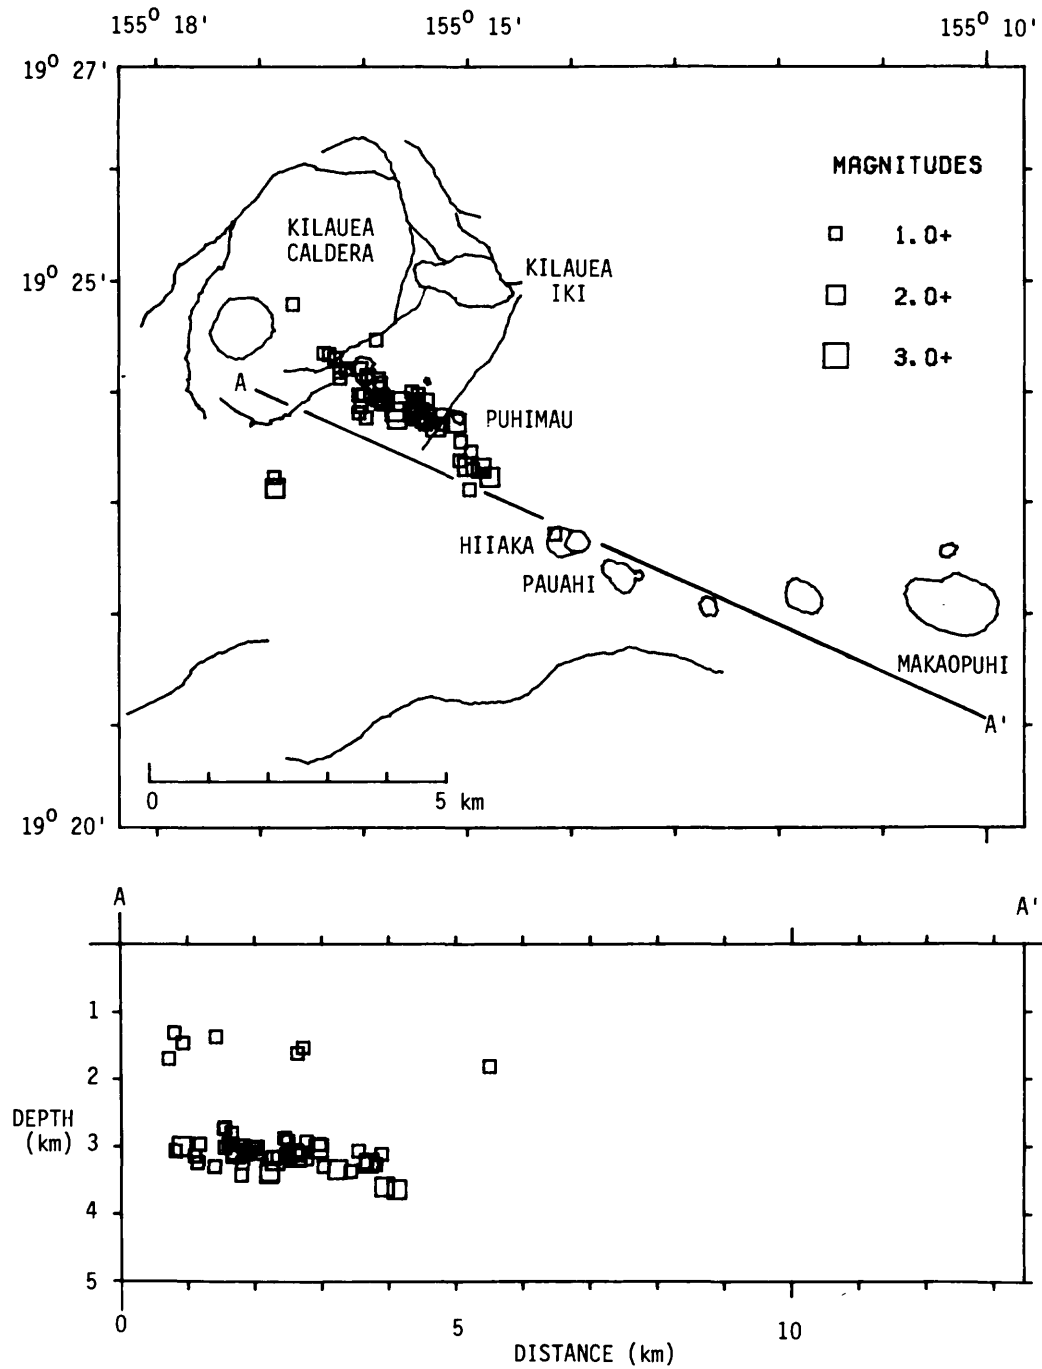 155° 18' 155° 15' 155° 10'
19° 27'
MAGNITUDES
KILAUEA
CALDERA
1.0+
19° 25'
KILAUEA
IKI
2.0+
3.0+
A
PUHIMAU
HIIAKA
PAUAHI
MAKAOPUHI
A'
0 5 km
19° 20'
A A'
1
2
DEPTH
(km)
3
4
5
0 5 10
DISTANCE (km)